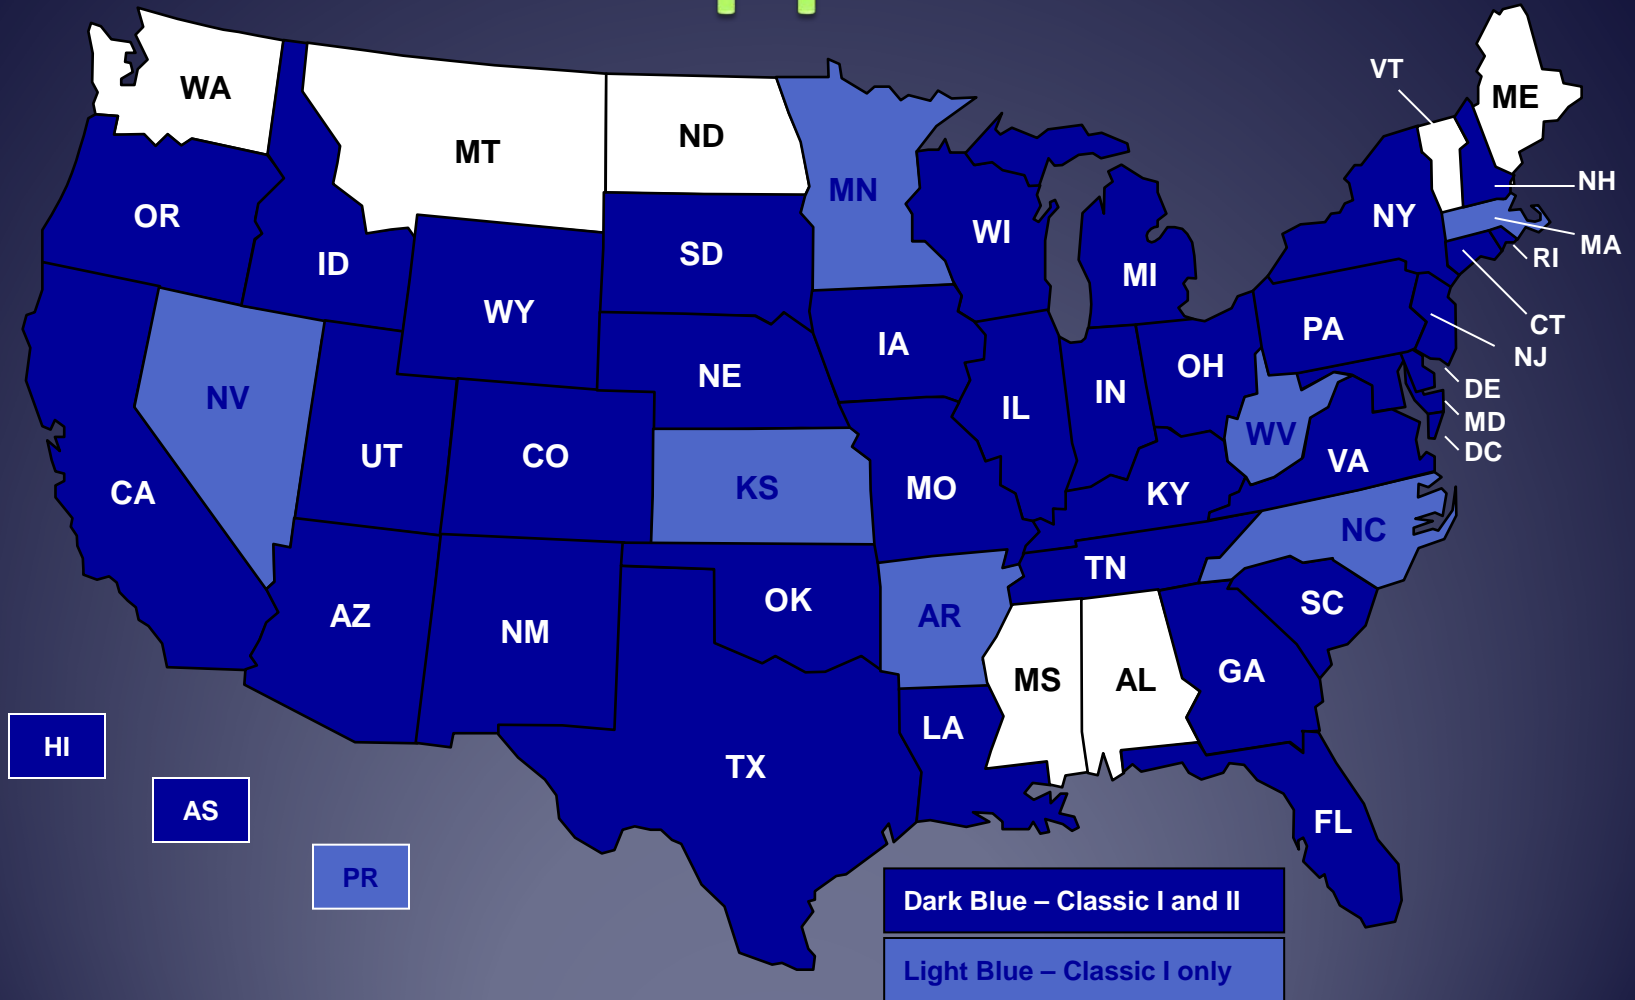 VT
WA
ME
MT
ND
MN
NH
OR
NY
WI
MA
ID
SD
RI
MI
WY
CT
PA
IA
NJ
OH
NE
DE
IN
NV
IL
MD
WV
DC
UT
CO
VA
KS
MO
CA
KY
NC
TN
OK
SC
AR
AZ
NM
GA
MS
AL
LA
HI
TX
AS
FL
PR
Dark Blue – Classic I and II
Light Blue – Classic I only